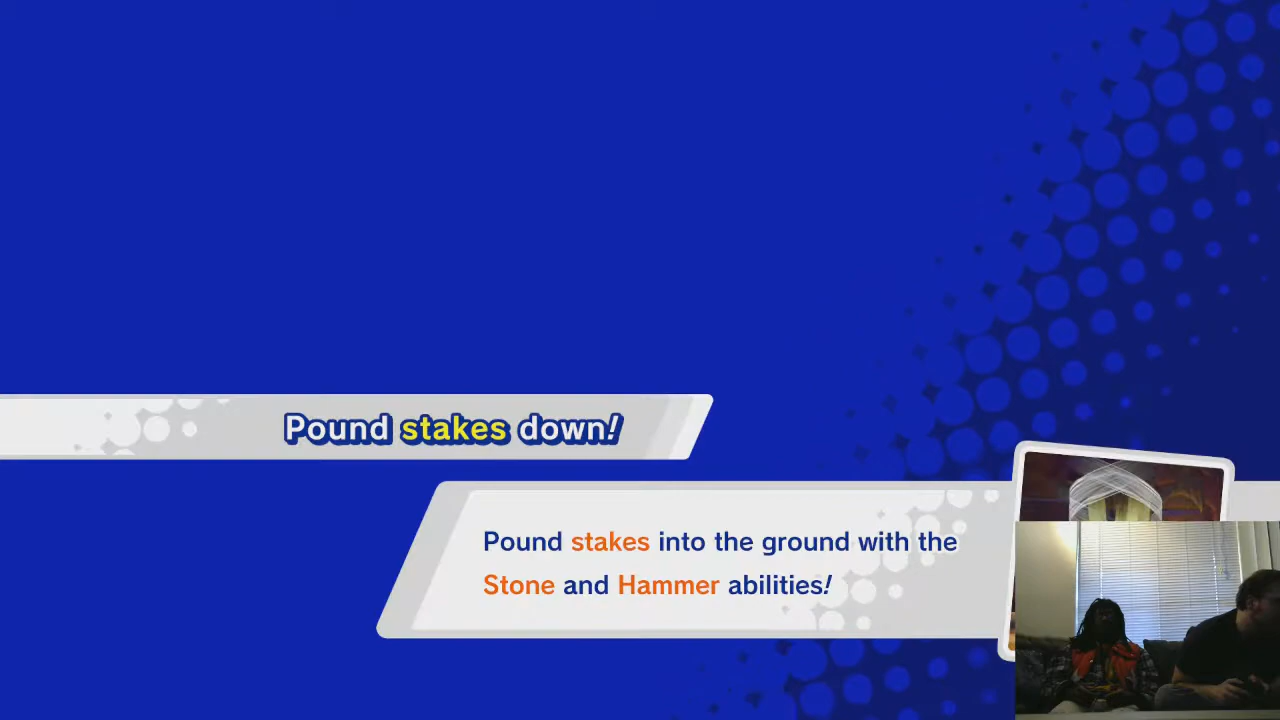 Pound stakes down!
Pound stakes into the ground with the
Stone and Hammer abilities!